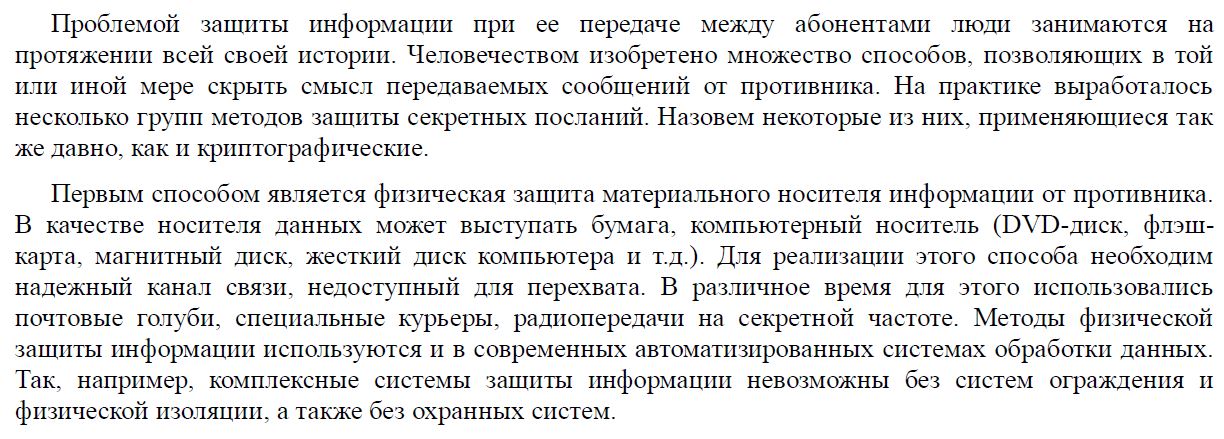 Проблемой защиты информации при ее передаче между абонентами люди занимаются на
протяжении всей своей истории. Человечеством изобретено множество способов, позволяющих в той
или иной мере скрыть смысл передаваемых сообщений от противника. На практике выработалось
несколько групп методов защиты секретных посланий. Назовем некоторые из них, применяющиеся так
же давно, как и криптографические.
Первым способом является физическая защита материального носителя информации от противника.
В качестве носителя данных может выступать бумага, компьютерный носитель (DVD-диск, флэш-
карта, магнитный диск, жесткий диск компьютера и т.д.). Для реализации этого способа необходим
надежный канал связи, недоступный для перехвата. В различное время для этого использовались
почтовые голуби, специальные курьеры, радиопередачи на секретной частоте. Методы физической
защиты информации используются и в современных автоматизированных системах обработки данных.
Так, например, комплексные системы защиты информации невозможны без систем ограждения и
физической изоляции, а также без охранных систем.